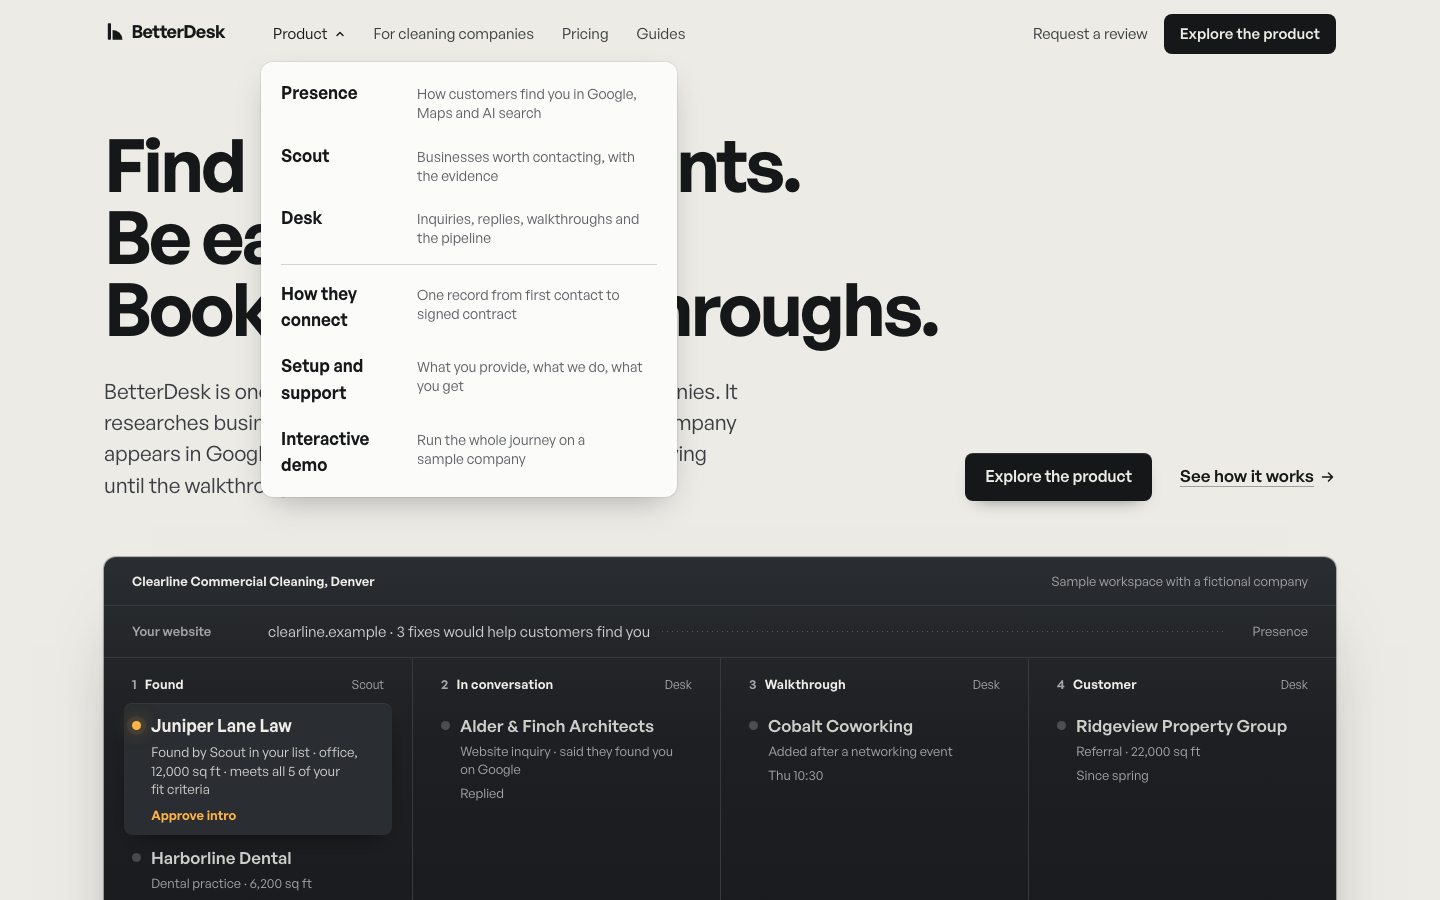 BetterDesk
Product
For cleaning companies
Pricing
Guides
Request a review
Explore the product
Presence
How customers find you in Google,
Maps and AI search
Scout
Businesses worth contacting, with
the evidence
Desk
Inquiries, replies, walkthroughs and
the pipeline
How they
connect
One record from first contact to
signed contract
Setup and
support
What you provide, what we do, what
you get
Interactive
demo
Run the whole journey on a
sample company
Find nts.
Be ea
Book hroughs.
BetterDesk is one nies. It
researches busin mpany
appears in Googl ing
until the walkthro
Explore the product
See how it works →
Clearline Commercial Cleaning, Denver
Sample workspace with a fictional company
Your website
clearline.example · 3 fixes would help customers find you
Presence
1 Found
Scout
Juniper Lane Law
Found by Scout in your list · office,
12,000 sq ft · meets all 5 of your
fit criteria
Approve intro
Harborline Dental
Dental practice · 6,200 sq ft
2 In conversation
Desk
Alder & Finch Architects
Website inquiry · said they found you
on Google
Replied
3 Walkthrough
Desk
Cobalt Coworking
Added after a networking event
Thu 10:30
4 Customer
Desk
Ridgeview Property Group
Referral · 22,000 sq ft
Since spring